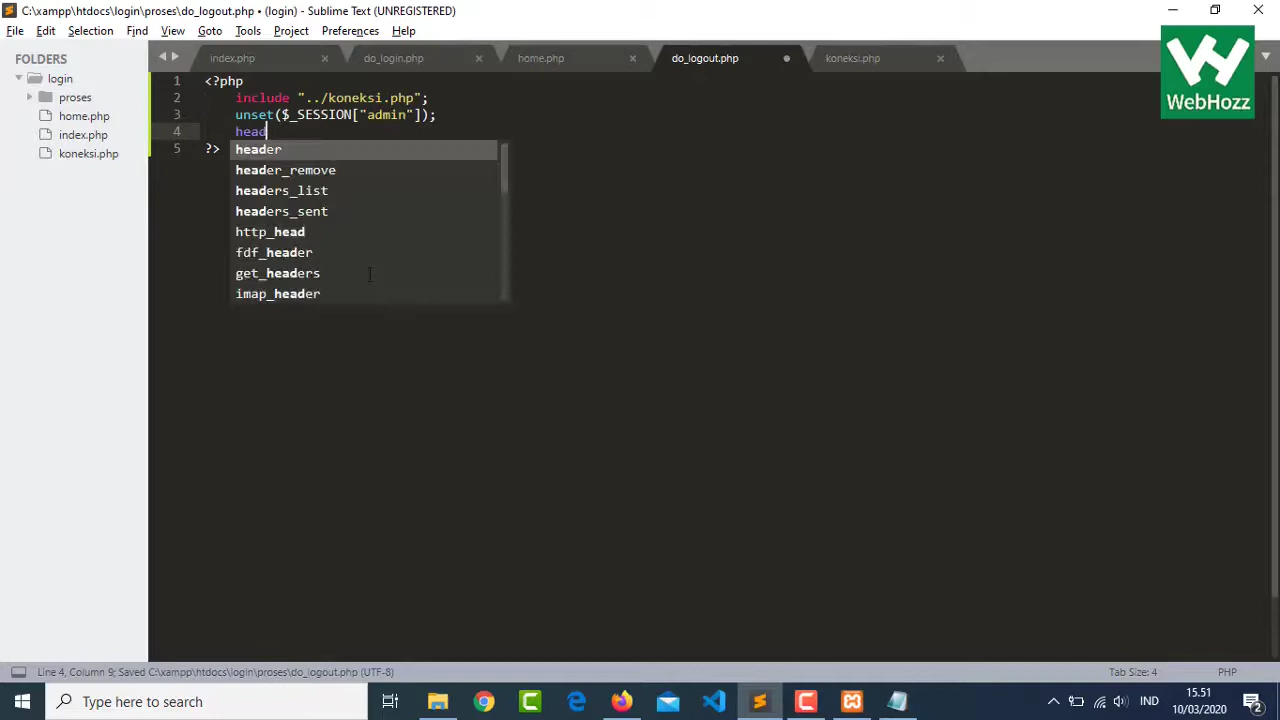 C:\xampp\htdocs\login\proses\do_logout.php • (login) - Sublime Text (UNREGISTERED)
File Edit Selection Find View Goto Tools Project Preferences Help
FOLDERS
login
proses
home.php
index.php
koneksi.php
index.php do_login.php home.php do_logout.php koneksi.php
WebHozz
1 <?php
2 include "../koneksi.php";
3 unset($_SESSION["admin"]);
4 head
5 ?>
header
header_remove
headers_list
headers_sent
http_head
fdf_header
get_headers
imap_header
Line 4, Column 9; Saved C:\xampp\htdocs\login\proses\do_logout.php (UTF-8) Tab Size: 4 PHP
Type here to search
IND
15.51
10/03/2020
2